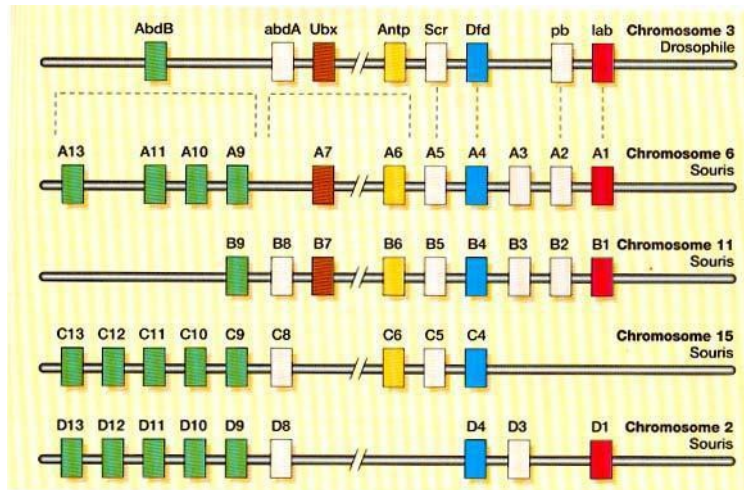 AbdB abdA Ubx Antp Scr Dfd pb lab Chromosome 3
Drosophile
A13 A11 A10 A9 A7 A6 A5 A4 A3 A2 A1 Chromosome 6
Souris
B9 B8 B7 B6 B5 B4 B3 B2 B1 Chromosome 11
Souris
C13 C12 C11 C10 C9 C8 C6 C5 C4 Chromosome 15
Souris
D13 D12 D11 D10 D9 D8 D4 D3 D1 Chromosome 2
Souris